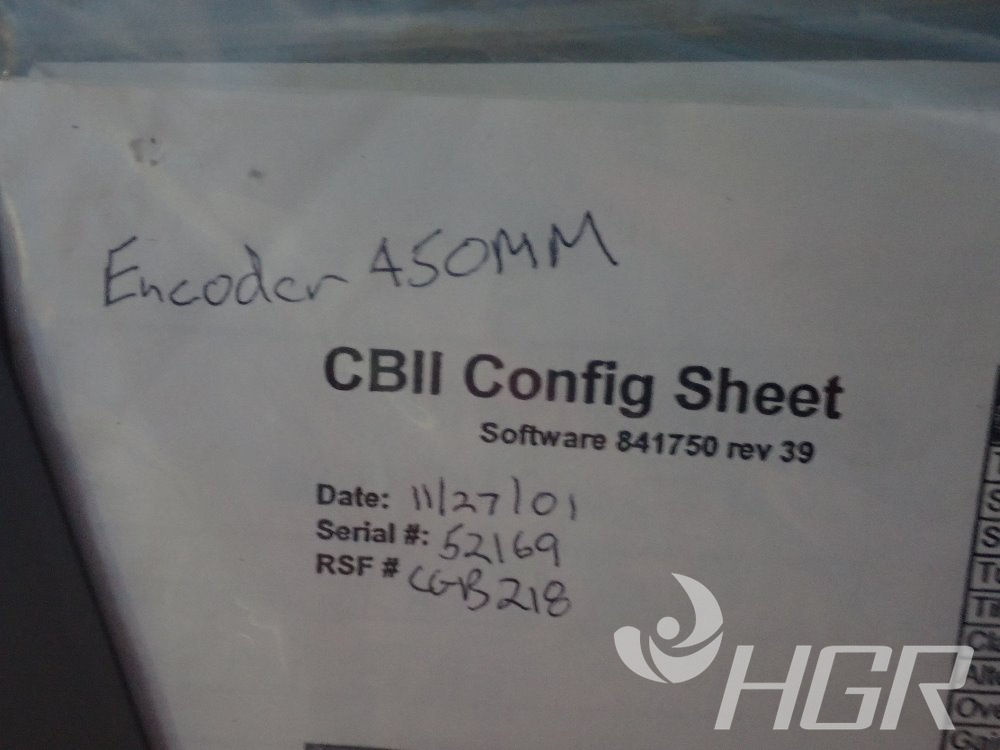 Encoder 450MM
CBII Config Sheet
Software 841750 rev 39
Date: 11/27/01
Serial #: 52169
RSF # CGB218
HGR